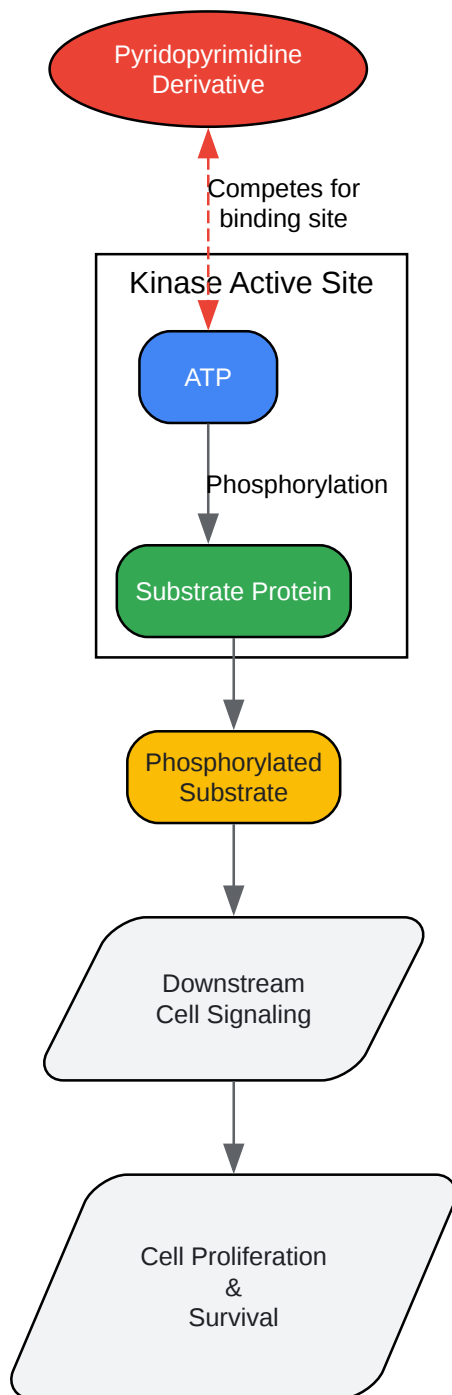 Pyridopyrimidine
Derivative
Competes for
binding site
Kinase Active Site
ATP
Phosphorylation
Substrate Protein
Phosphorylated
Substrate
Downstream
Cell Signaling
Cell Proliferation
&
Survival